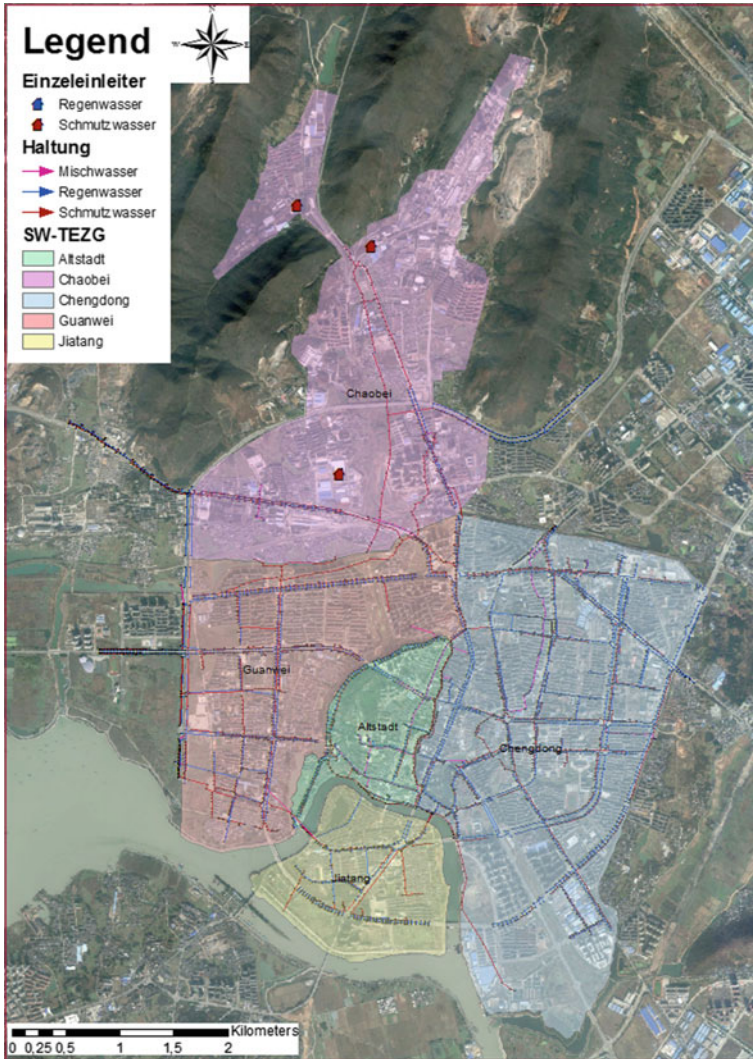 Legend
N
W
E
S
Einzeleinleiter
Regenwasser
Schmutzwasser
Haltung
Mischwasser
Regenwasser
Schmutzwasser
SW-TEZG
Altstadt
Chaobei
Chengdong
Guanwei
Jiatang
Chaobei
Guanwei
Altstadt
Chengdong
Jiatang
Kilometers
0 0,25 0,5 1 1,5 2